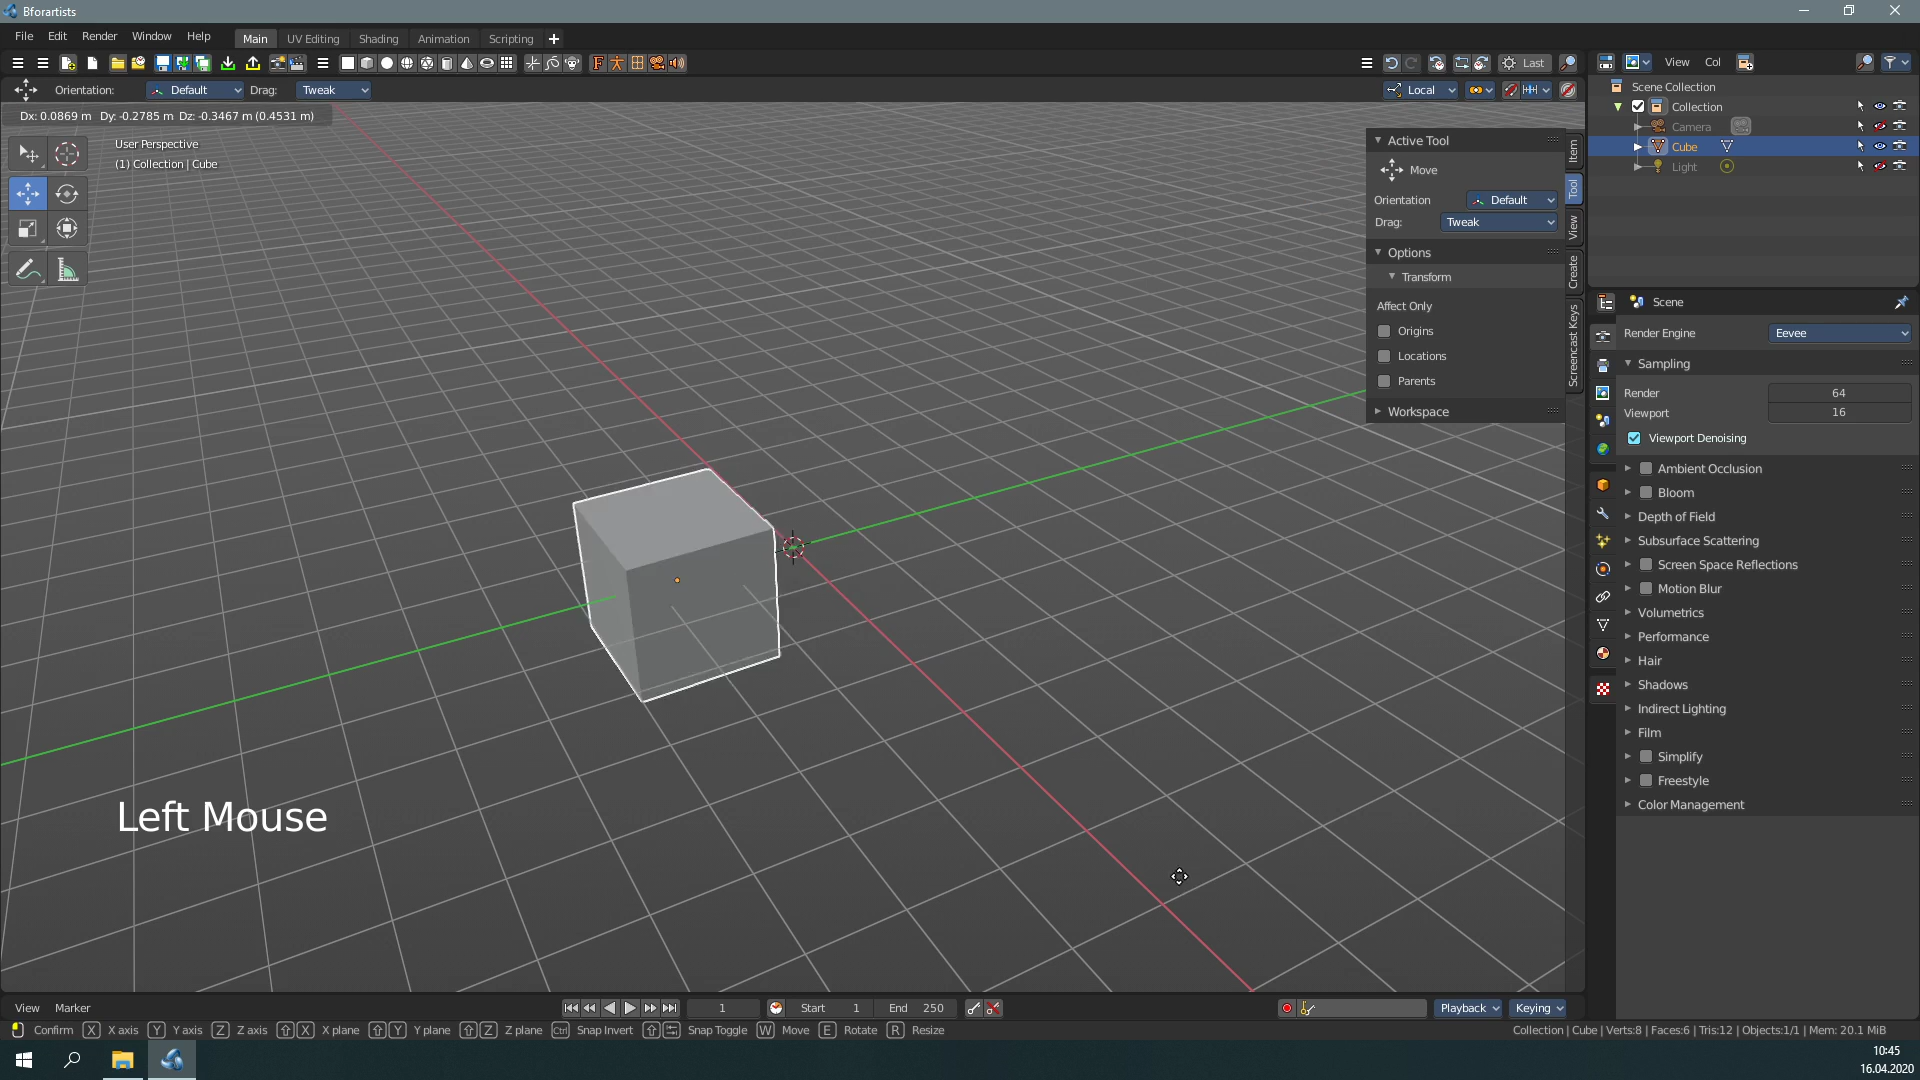 Bforartists
File Edit Render Window Help Main UV Editing Shading Animation Scripting +
Last
View Col
Orientation: Default Drag: Tweak
Local
Dx: 0.0869 m Dy: -0.2785 m Dz: -0.3467 m (0.4531 m)
User Perspective
(1) Collection | Cube
Active Tool
Move
Orientation Default
Drag: Tweak
Options
Transform
Affect Only
Origins
Locations
Parents
Workspace
Item
Tool
View
Create
Screencast Keys
Scene Collection
Collection
Camera
Cube
Light
Scene
Render Engine Eevee
Sampling
Render 64
Viewport 16
Viewport Denoising
Ambient Occlusion
Bloom
Depth of Field
Subsurface Scattering
Screen Space Reflections
Motion Blur
Volumetrics
Performance
Hair
Shadows
Indirect Lighting
Film
Simplify
Freestyle
Color Management
Left Mouse
View Marker 1 Start 1 End 250 Playback Keying
Confirm X X axis Y Y axis Z Z axis X X plane Y Y plane Z Z plane Ctrl Snap Invert Snap Toggle W Move E Rotate R Resize
Collection | Cube | Verts:8 | Faces:6 | Tris:12 | Objects:1/1 | Mem: 20.1 MiB
10:45
16.04.2020